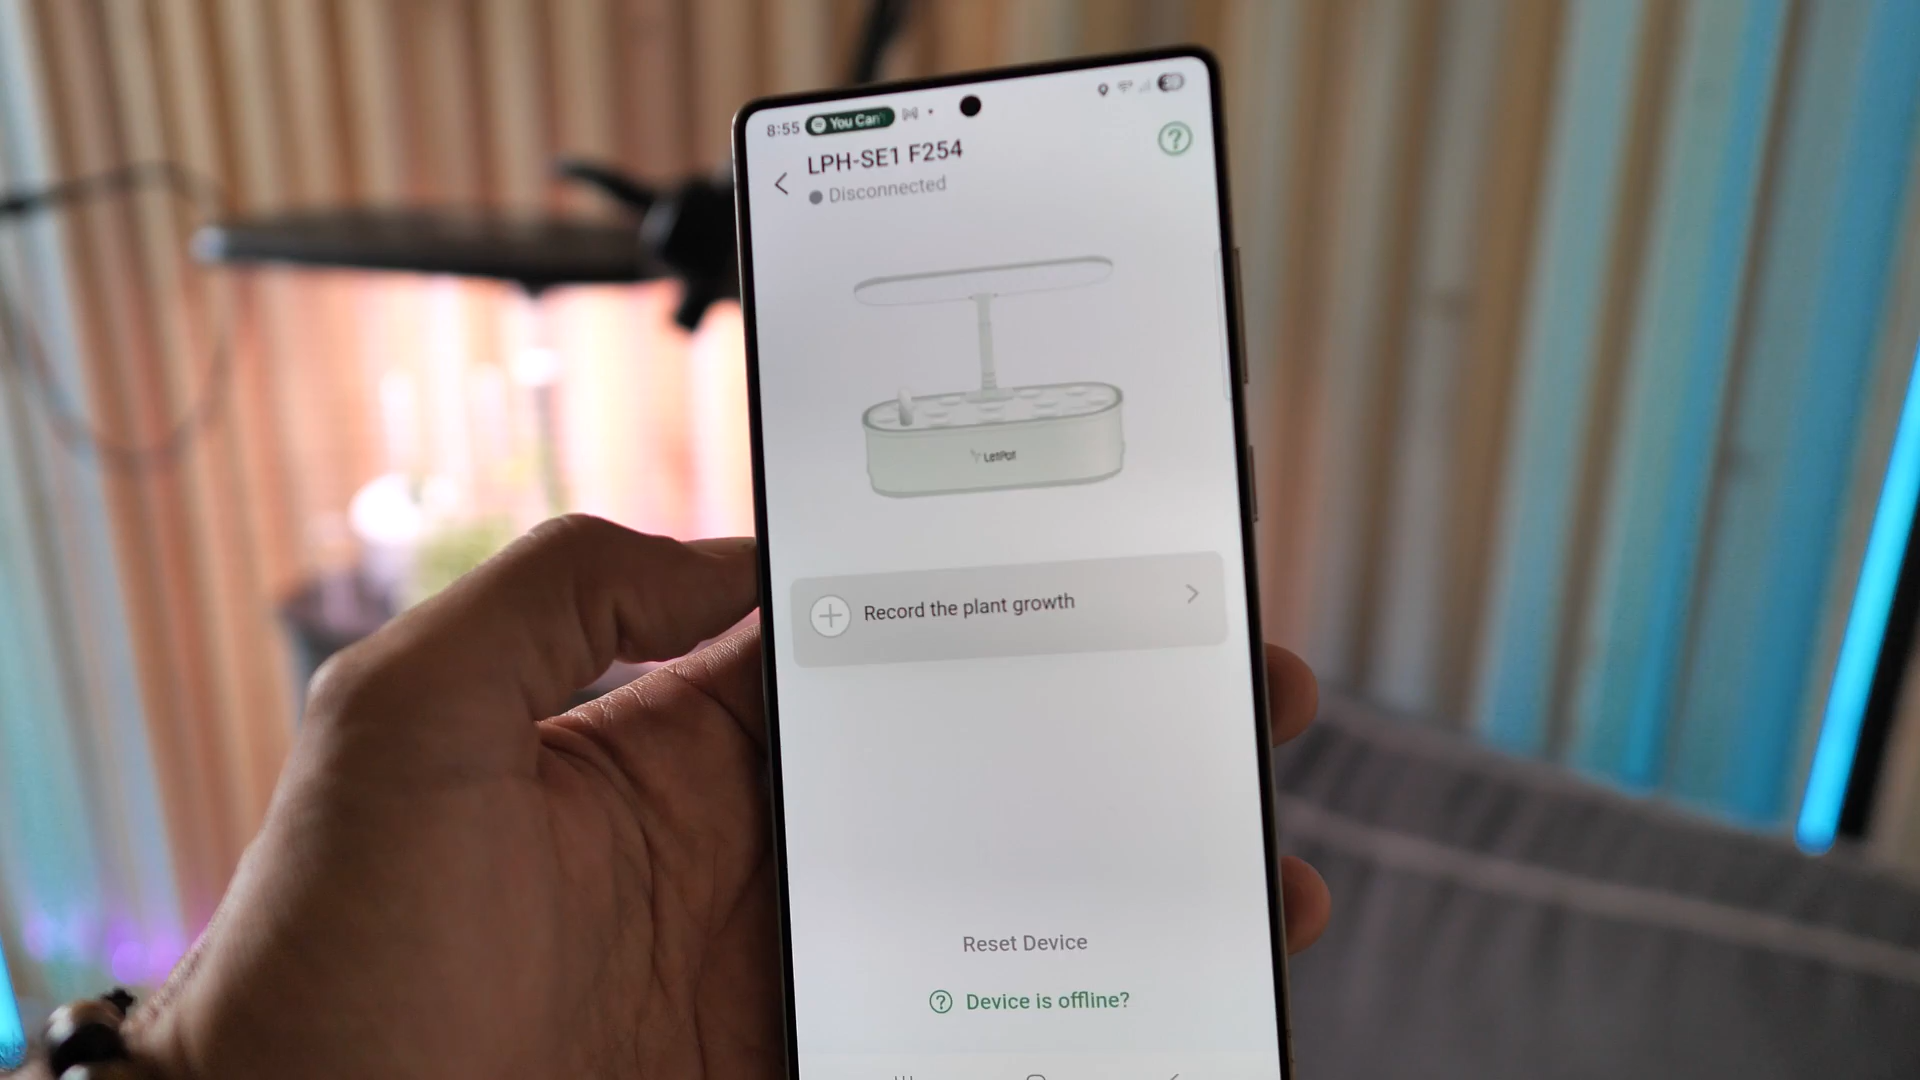 8:55 You Can
LPH-SE1 F254
Disconnected
LetPot
Record the plant growth
Reset Device
Device is offline?